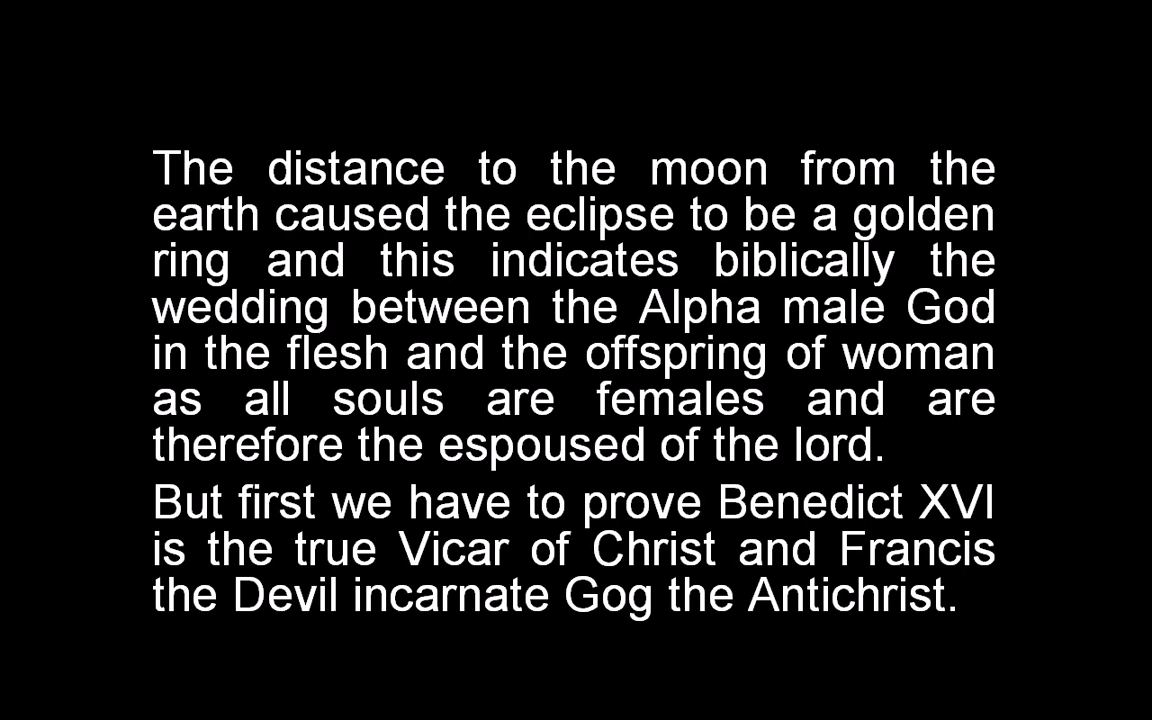 The distance to the moon from the
earth caused the eclipse to be a golden
ring and this indicates biblically the
wedding between the Alpha male God
in the flesh and the offspring of woman
as all souls are females and are
therefore the espoused of the lord.
But first we have to prove Benedict XVI
is the true Vicar of Christ and Francis
the Devil incarnate Gog the Antichrist.